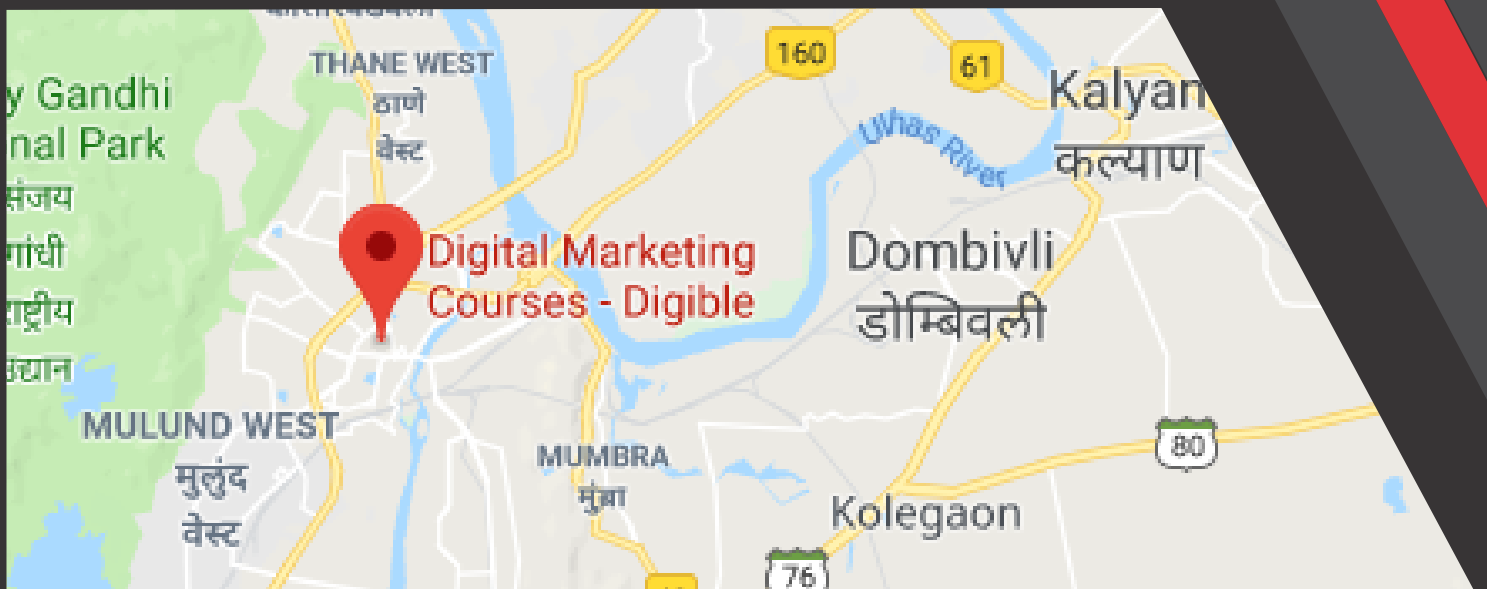 THANE WEST
ठाणे
वेस्ट
160
61
Kalyan
कल्याण
y Gandhi
nal Park
संजय
गांधी
राष्ट्रीय
उद्यान
Ulhas River
Digital Marketing
Courses - Digible
Dombivli
डोम्बिवली
MULUND WEST
मुलुंद
वेस्ट
MUMBRA
मुंब्रा
80
Kolegaon
76